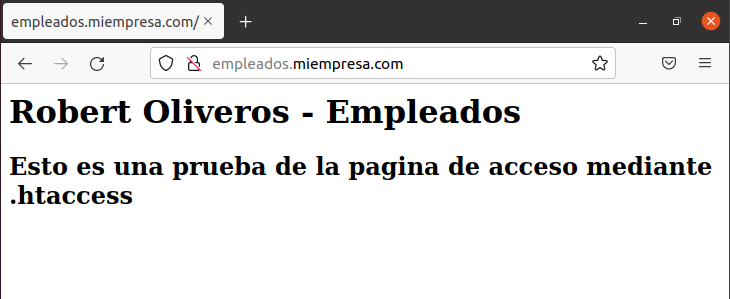 empleados.miempresa.com/
empleados.miempresa.com
Robert Oliveros - Empleados
Esto es una prueba de la pagina de acceso mediante
.htaccess